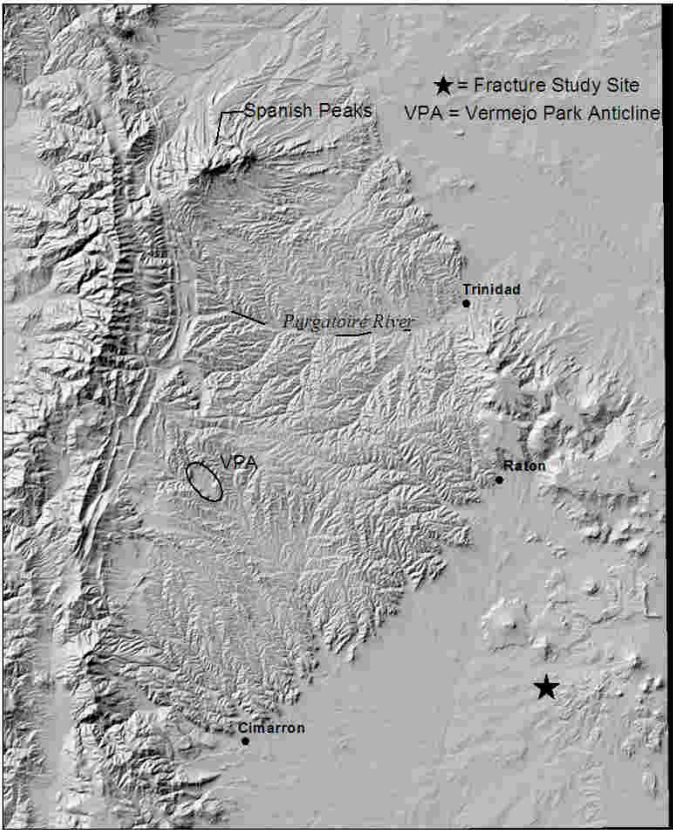 ★ = Fracture Study Site
Spanish Peaks
VPA = Vermejo Park Anticline
Trinidad
Purgatoire River
VPA
Raton
Cimarron